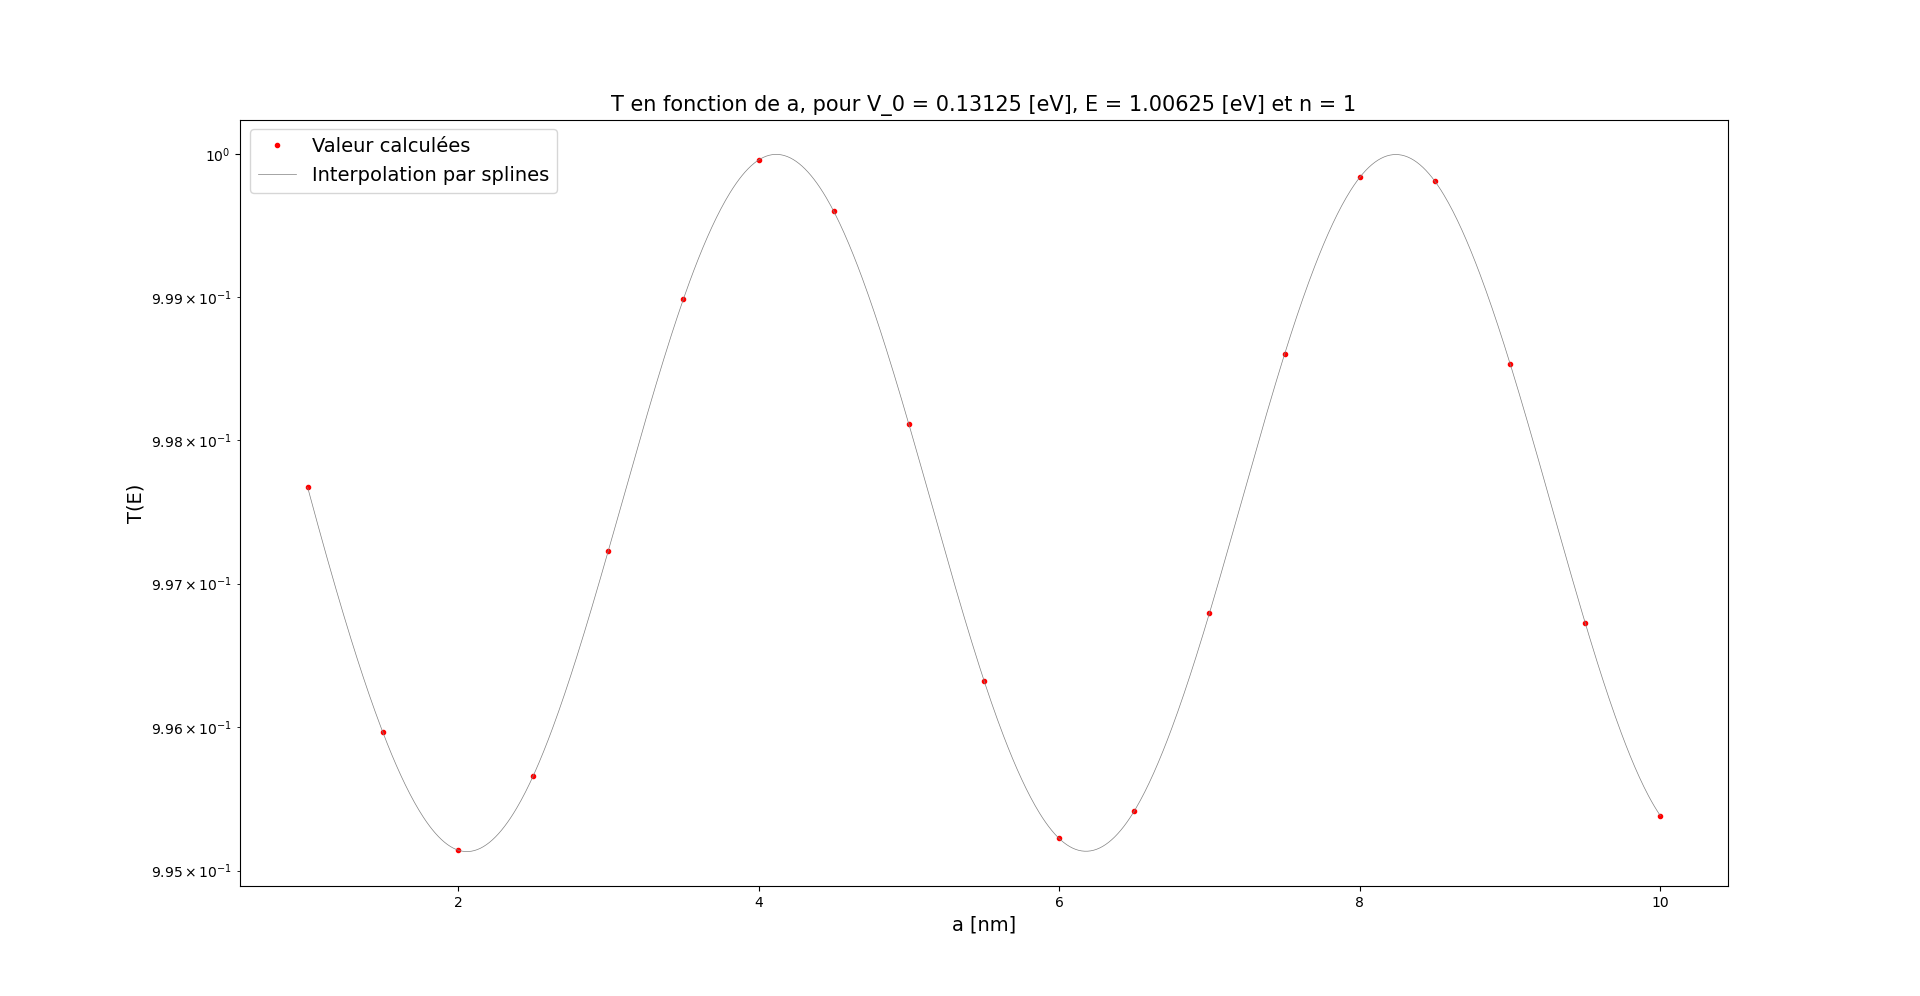 T en fonction de a, pour V_0 = 0.13125 [eV], E = 1.00625 [eV] et n = 1
Valeur calculées
Interpolation par splines
10⁰
9.99 × 10⁻¹
9.98 × 10⁻¹
9.97 × 10⁻¹
9.96 × 10⁻¹
9.95 × 10⁻¹
T(E)
2 4 6 8 10
a [nm]